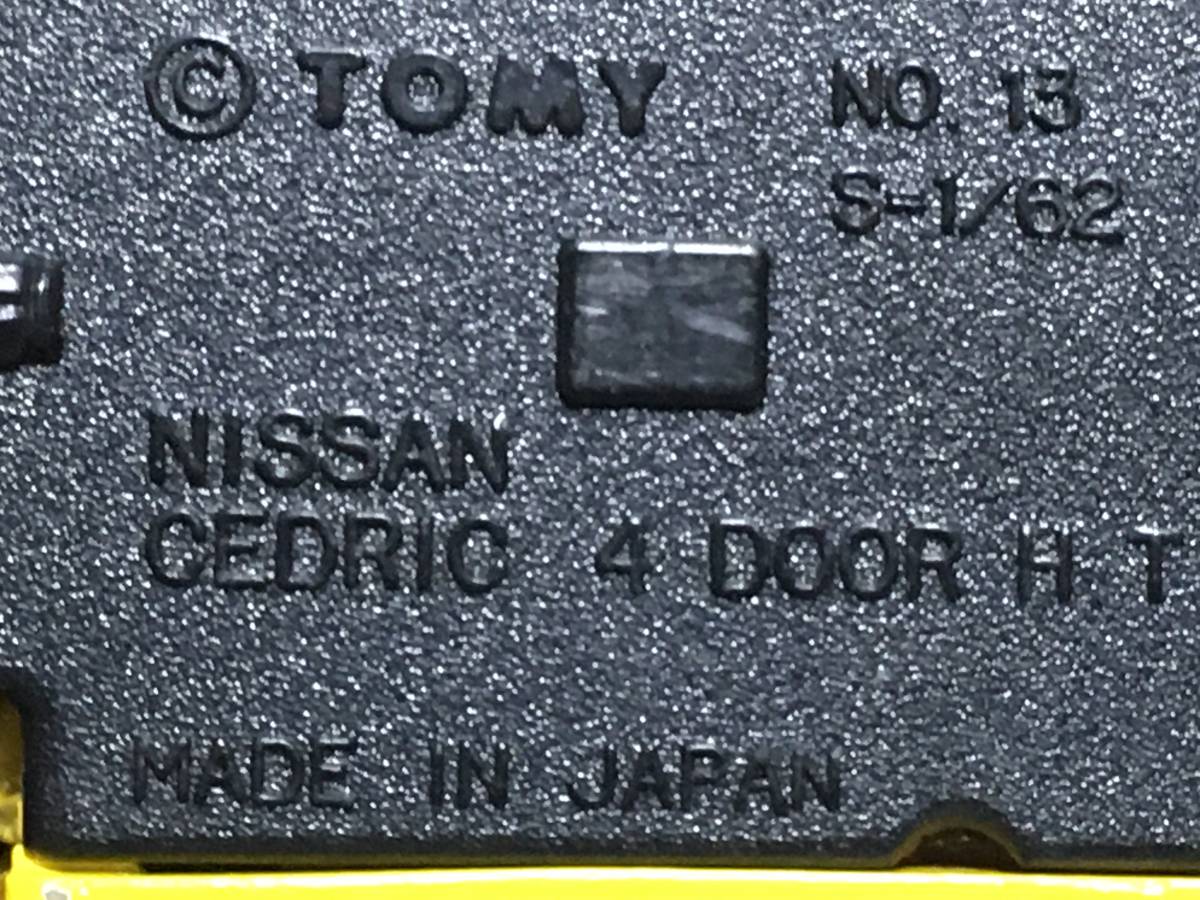 © TOMY NO. 13
S=1/62
NISSAN
CEDRIC 4 DOOR H. T
MADE IN JAPAN